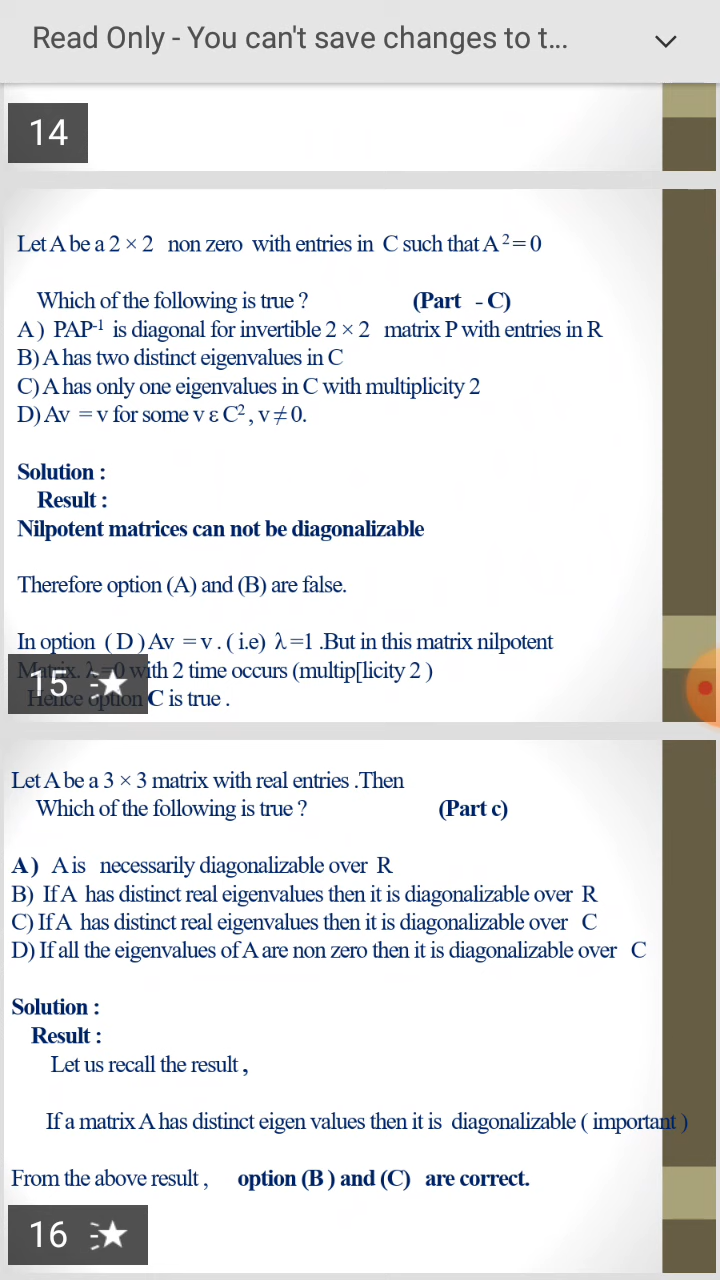 Read Only - You can't save changes to t...
14
Let A be a 2 × 2 non zero with entries in C such that A² = 0
Which of the following is true ? (Part - C)
A ) PAP⁻¹ is diagonal for invertible 2 × 2 matrix P with entries in R
B) A has two distinct eigenvalues in C
C) A has only one eigenvalues in C with multiplicity 2
D) Av = v for some v ε C² , v ≠ 0.
Solution :
Result :
Nilpotent matrices can not be diagonalizable
Therefore option (A) and (B) are false.
In option ( D ) Av = v . ( i.e) λ =1 .But in this matrix nilpotent
Matrix. λ =0 with 2 time occurs (multip[licity 2 )
Hence option C is true .
15
Let A be a 3 × 3 matrix with real entries .Then
Which of the following is true ? (Part c)
A ) A is necessarily diagonalizable over R
B) If A has distinct real eigenvalues then it is diagonalizable over R
C) If A has distinct real eigenvalues then it is diagonalizable over C
D) If all the eigenvalues of A are non zero then it is diagonalizable over C
Solution :
Result :
Let us recall the result ,
If a matrix A has distinct eigen values then it is diagonalizable ( important )
From the above result , option (B ) and (C) are correct.
16